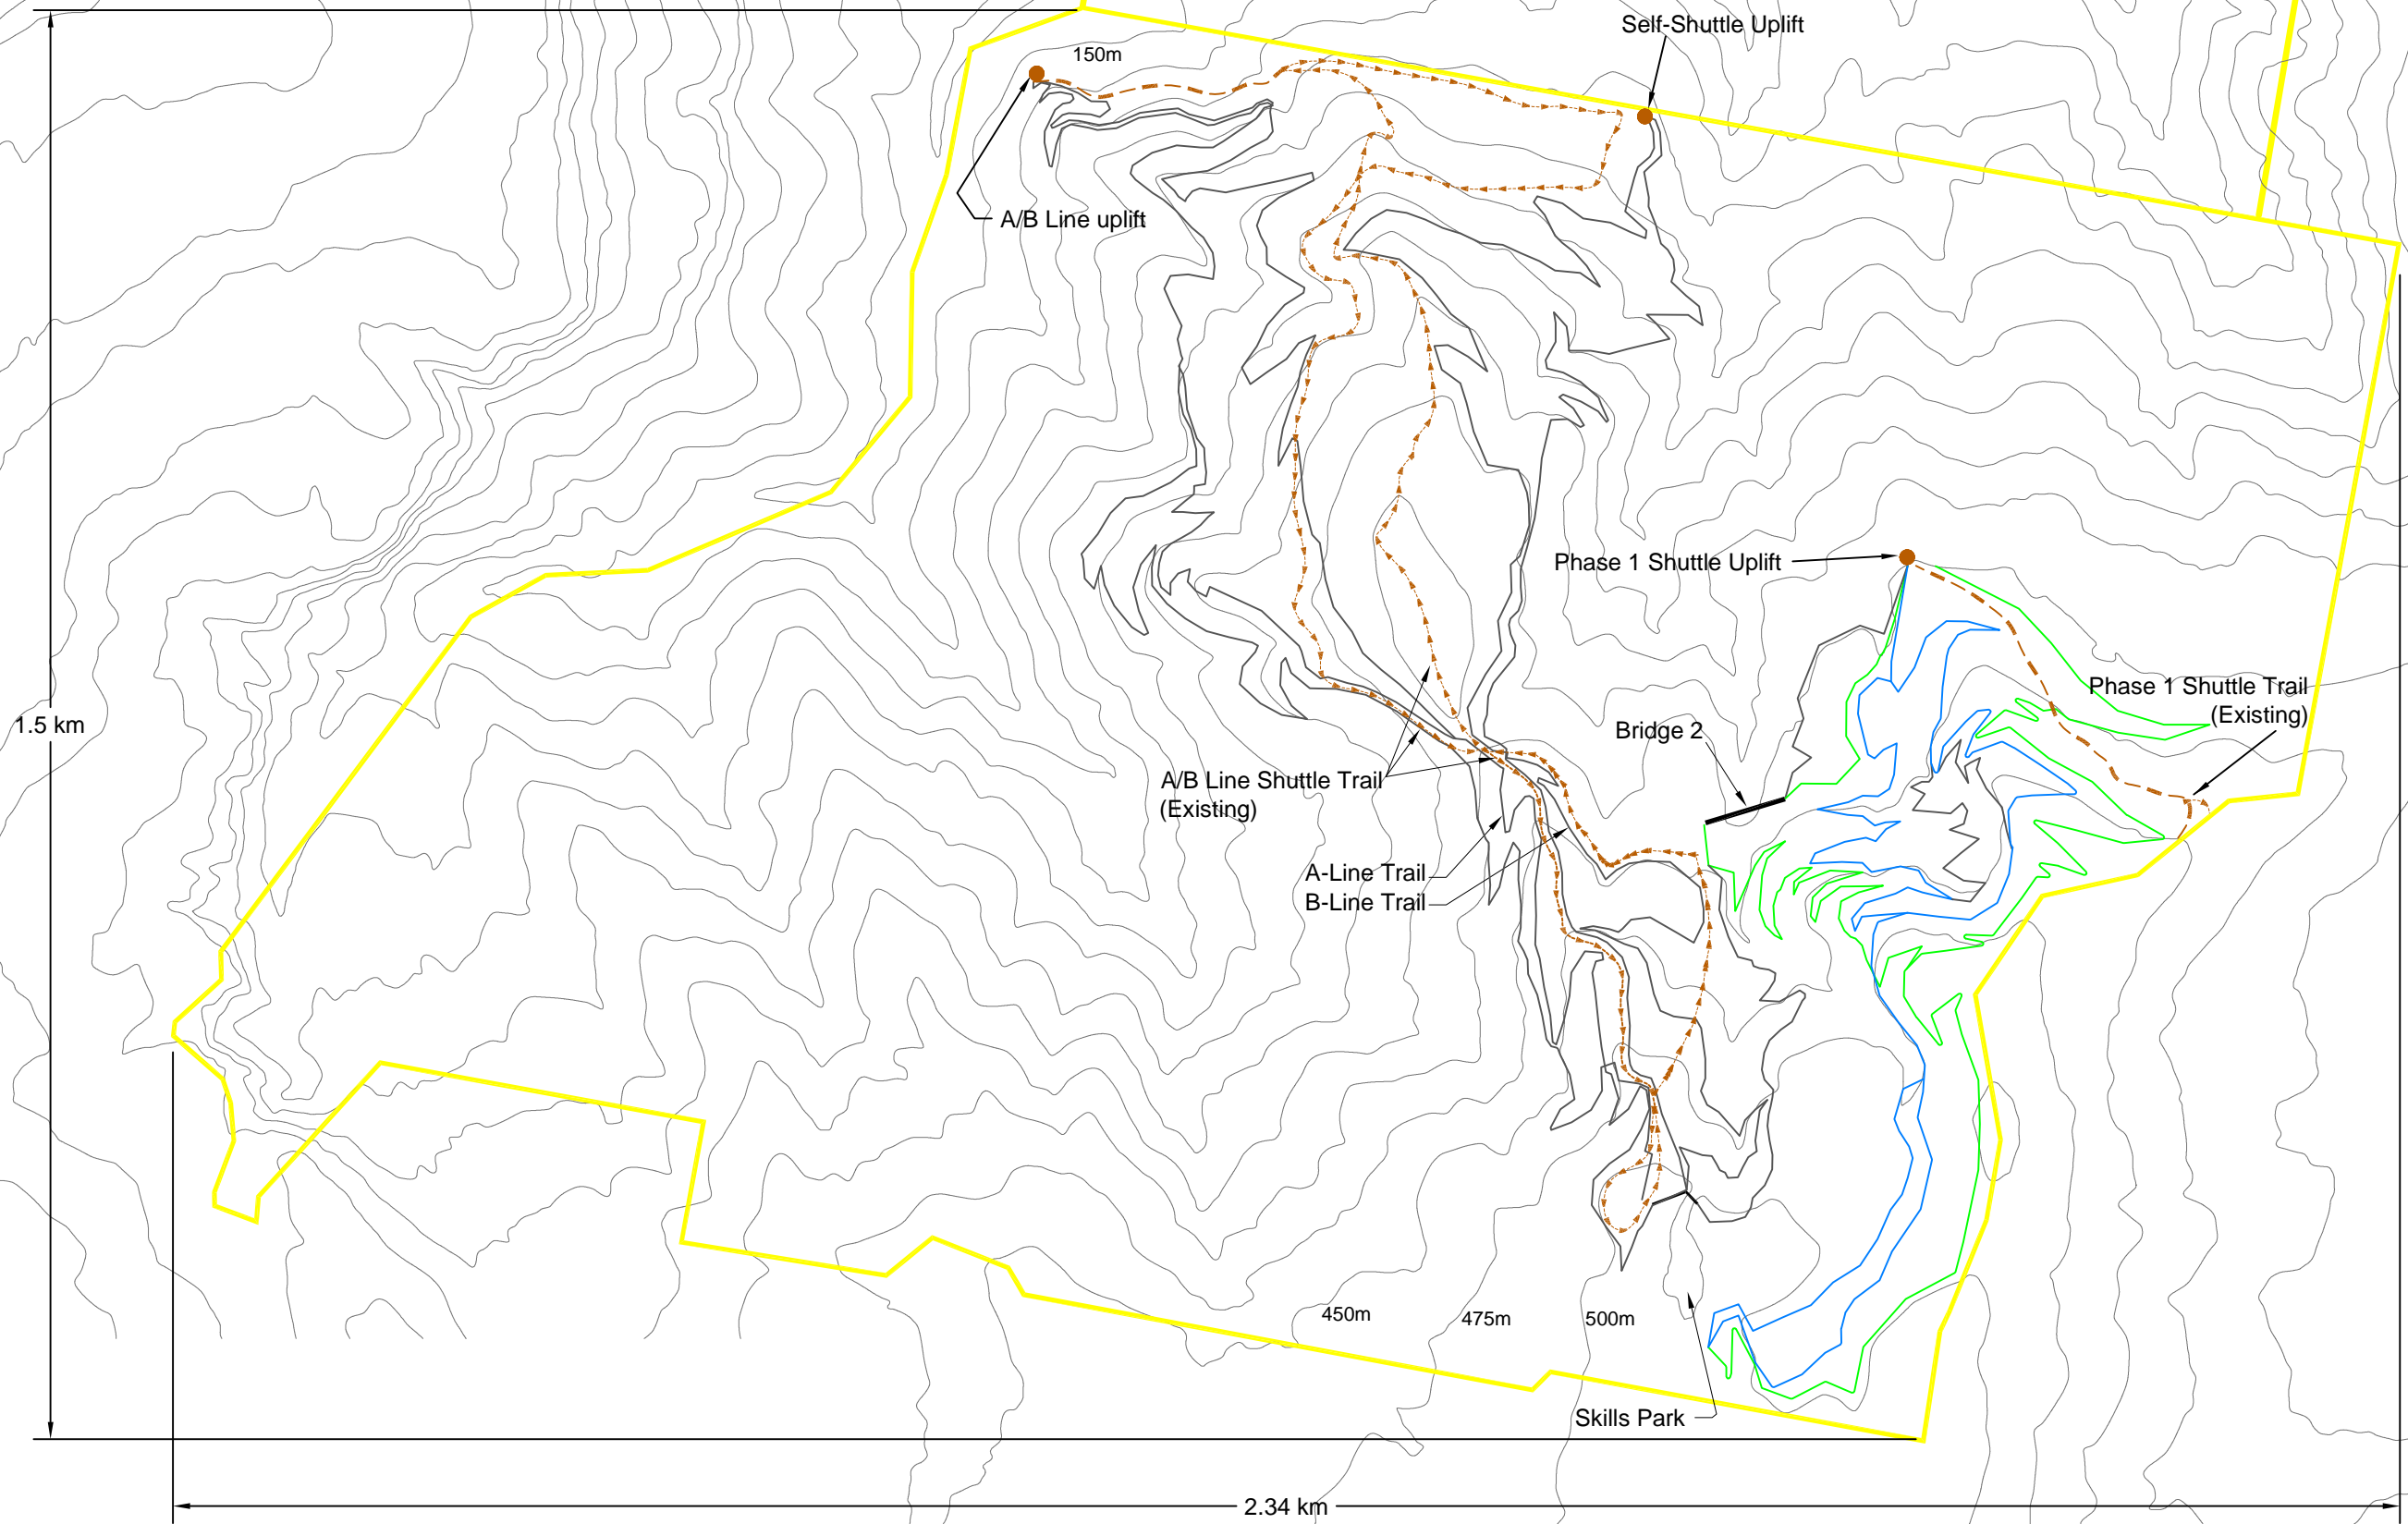 Self-Shuttle Uplift
150m
A/B Line uplift
Phase 1 Shuttle Uplift
Phase 1 Shuttle Trail
(Existing)
1.5 km
Bridge 2
A/B Line Shuttle Trail
(Existing)
A-Line Trail
B-Line Trail
450m
475m
500m
Skills Park
2.34 km